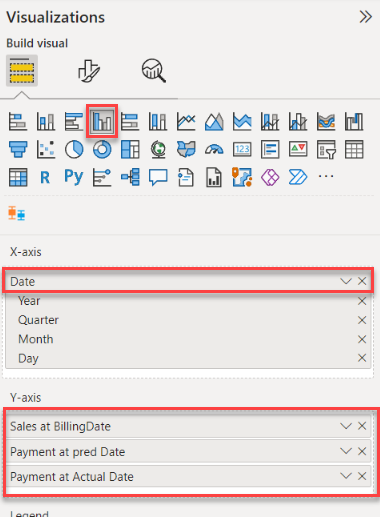 Visualizations
Build visual
123
R Py
X-axis
Date
Year
Quarter
Month
Day
Y-axis
Sales at BillingDate
Payment at pred Date
Payment at Actual Date
Legend